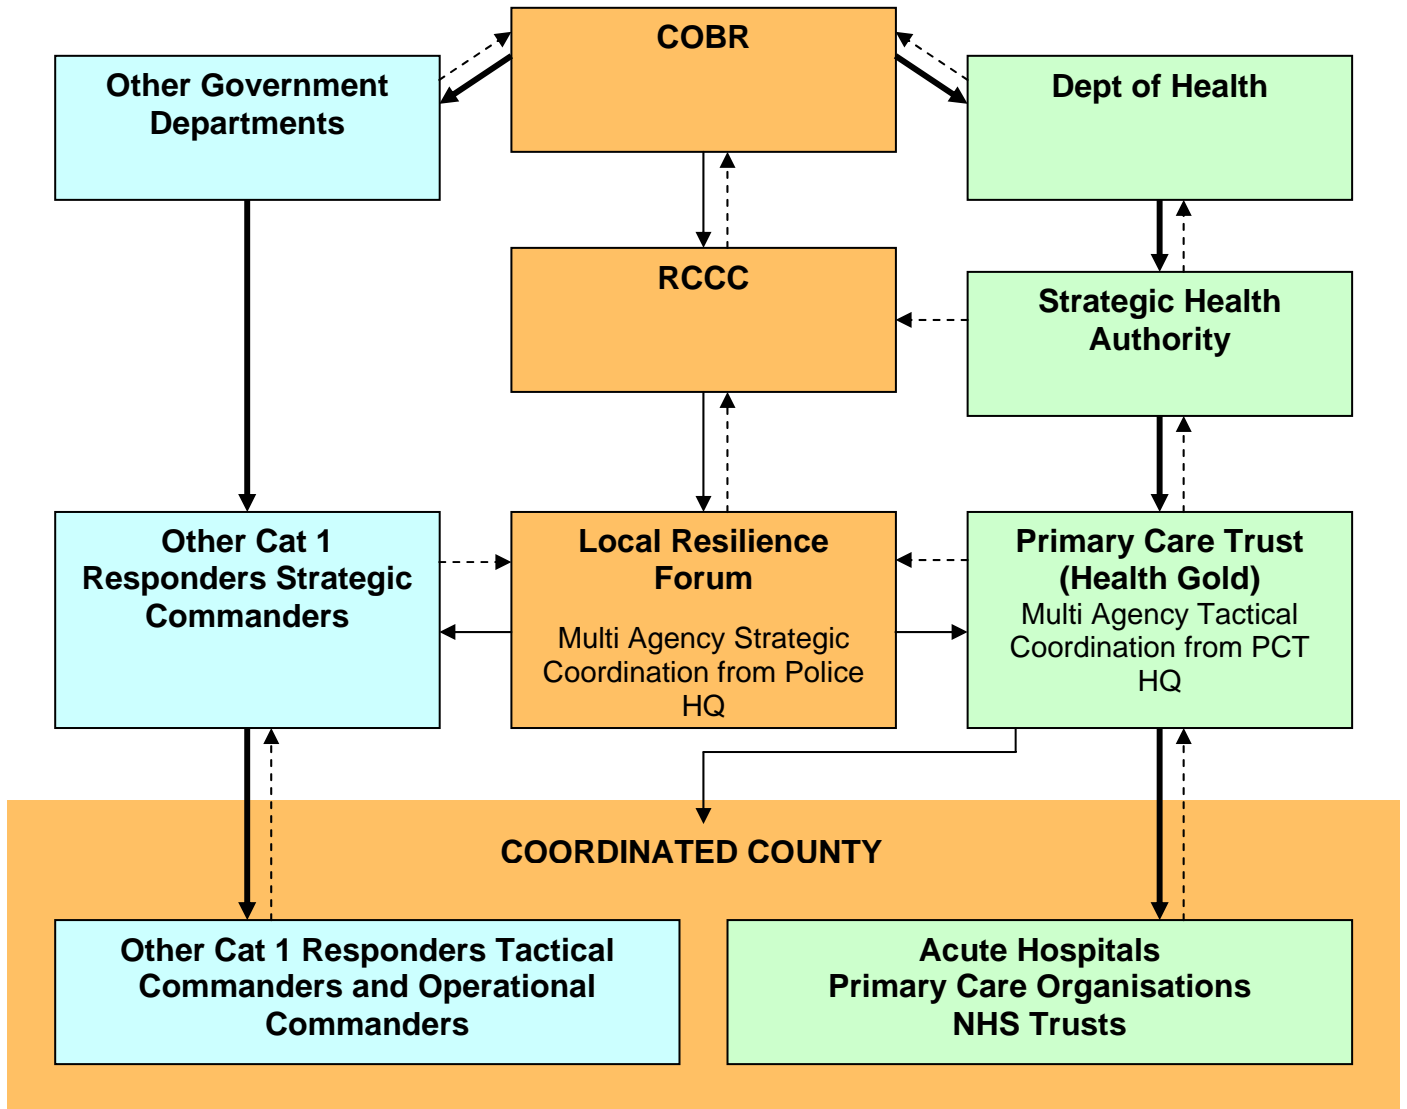 COBR
Other Government
Departments
Dept of Health
RCCC
Strategic Health
Authority
Other Cat 1
Responders Strategic
Commanders
Local Resilience
Forum
Multi Agency Strategic
Coordination from Police
HQ
Primary Care Trust
(Health Gold)
Multi Agency Tactical
Coordination from PCT
HQ
COORDINATED COUNTY
Other Cat 1 Responders Tactical
Commanders and Operational
Commanders
Acute Hospitals
Primary Care Organisations
NHS Trusts